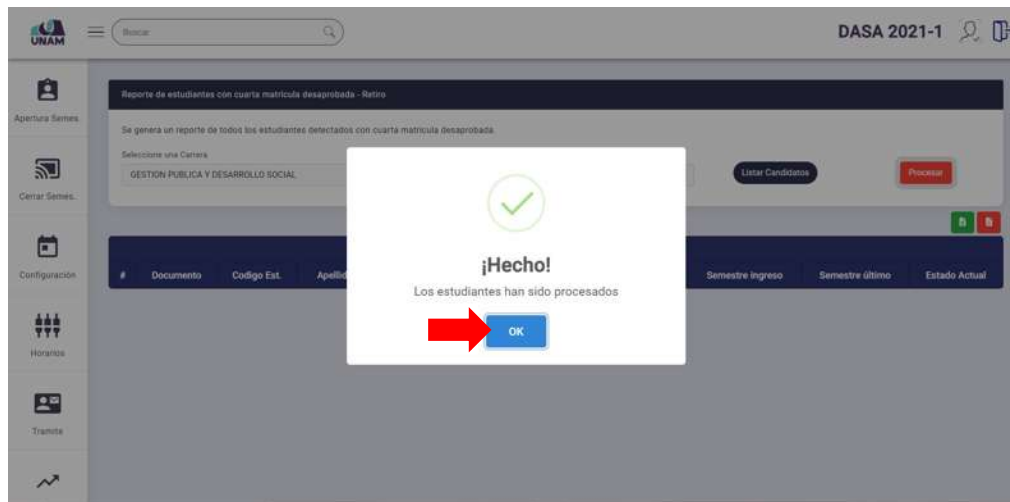 UNAM
Buscar
DASA 2021-1
Apertura Semes.
Cerrar Semes.
Configuración
Horarios
Tramite
Reporte de estudiantes con cuarta matricula desaprobada - Retiro
Se genera un reporte de todos los estudiantes detectados con cuarta matricula desaprobada.
Seleccione una Carrera
GESTION PUBLICA Y DESARROLLO SOCIAL
Listar Candidatos
Procesar
# Documento Codigo Est. Apellid Semestre ingreso Semestre último Estado Actual
¡Hecho!
Los estudiantes han sido procesados
OK